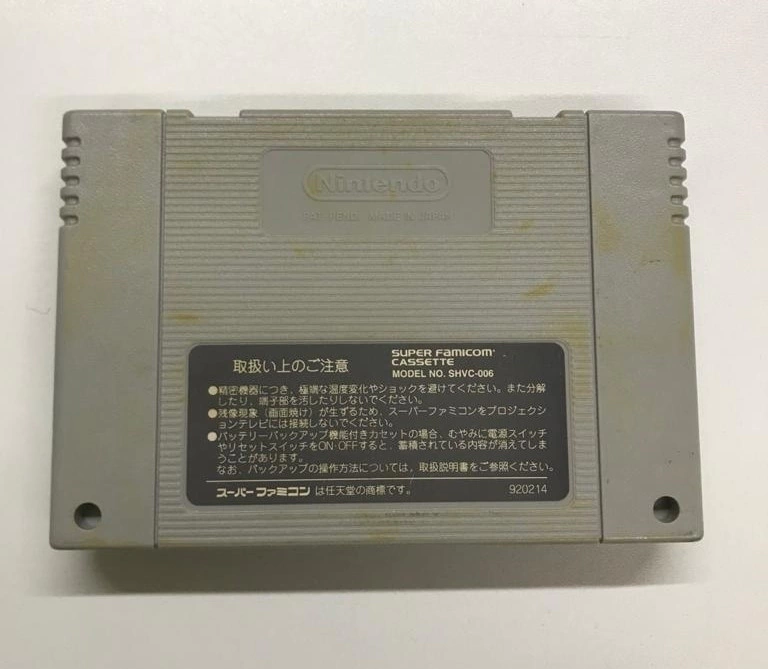 Nintendo
PAT. PEND. MADE IN JAPAN
取扱い上のご注意
SUPER FAMICOM
CASSETTE
MODEL NO. SHVC-006
●精密機器につき、極端な温度変化やショックを避けてください。また分解
したり、端子部を汚したりしないでください。
●残像現象(画面焼け)が生ずるため、スーパーファミコンをプロジェクシ
ョンテレビには接続しないでください。
●バッテリーバックアップ機能付きカセットの場合、むやみに電源スイッチ
やリセットスイッチをON・OFFすると、蓄積されている内容が消えてしま
うことがあります。
なお、バックアップの操作方法については、取扱説明書をご参照ください。
スーパーファミコンは任天堂の商標です。 920214